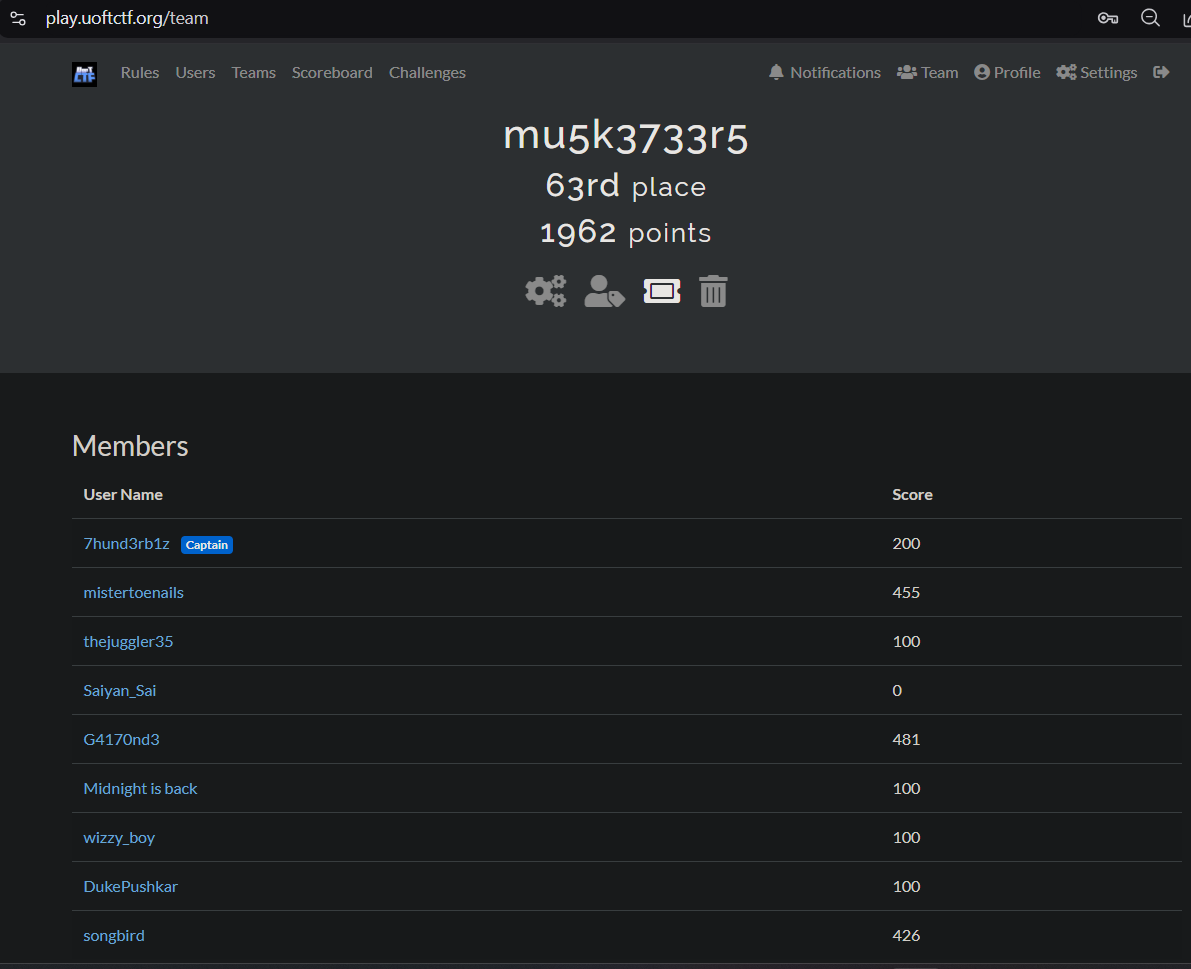 play.uoftctf.org/team
UofT CTF Rules Users Teams Scoreboard Challenges Notifications Team Profile Settings
mu5k3733r5
63rd place
1962 points
Members
User Name Score
7hund3rb1z Captain 200
mistertoenails 455
thejuggler35 100
Saiyan_Sai 0
G4170nd3 481
Midnight is back 100
wizzy_boy 100
DukePushkar 100
songbird 426